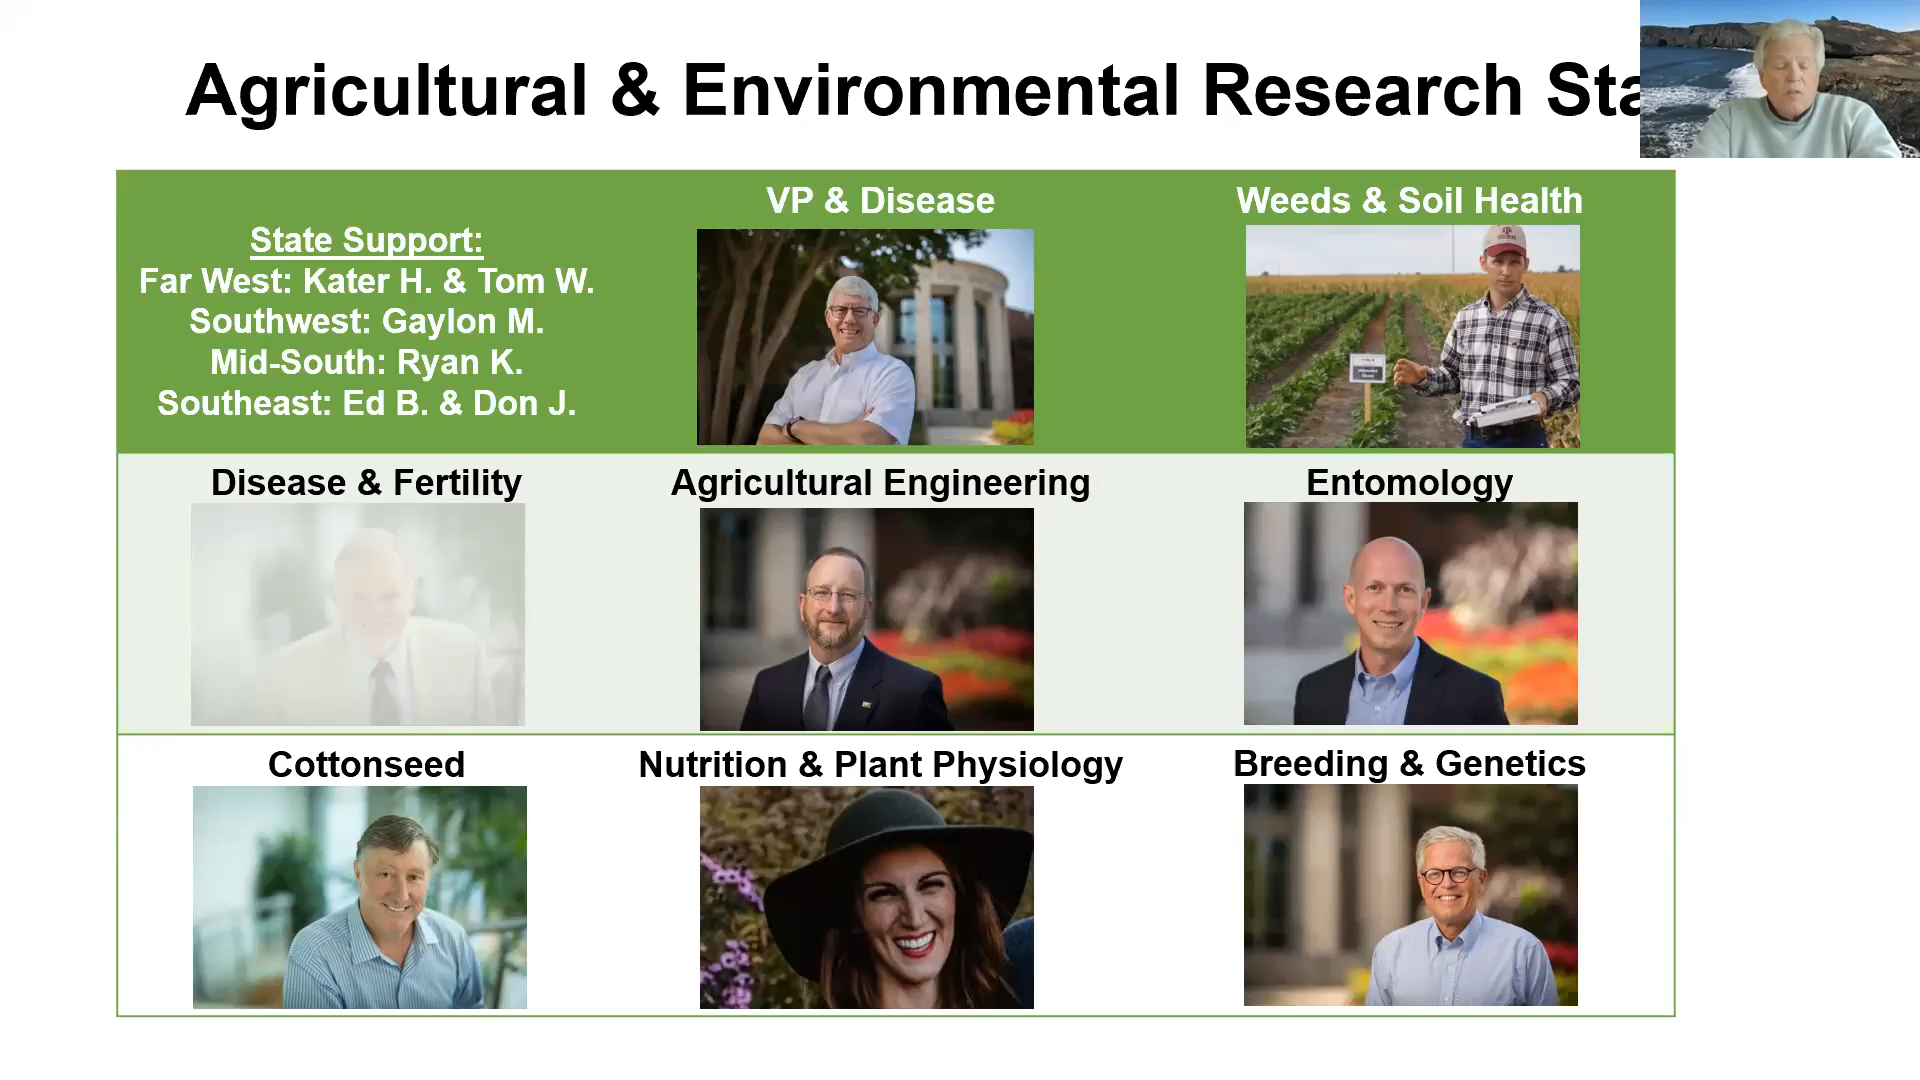 Agricultural & Environmental Research Sta
State Support:
Far West: Kater H. & Tom W.
Southwest: Gaylon M.
Mid-South: Ryan K.
Southeast: Ed B. & Don J.
VP & Disease
Weeds & Soil Health
Disease & Fertility
Agricultural Engineering
Entomology
Cottonseed
Nutrition & Plant Physiology
Breeding & Genetics